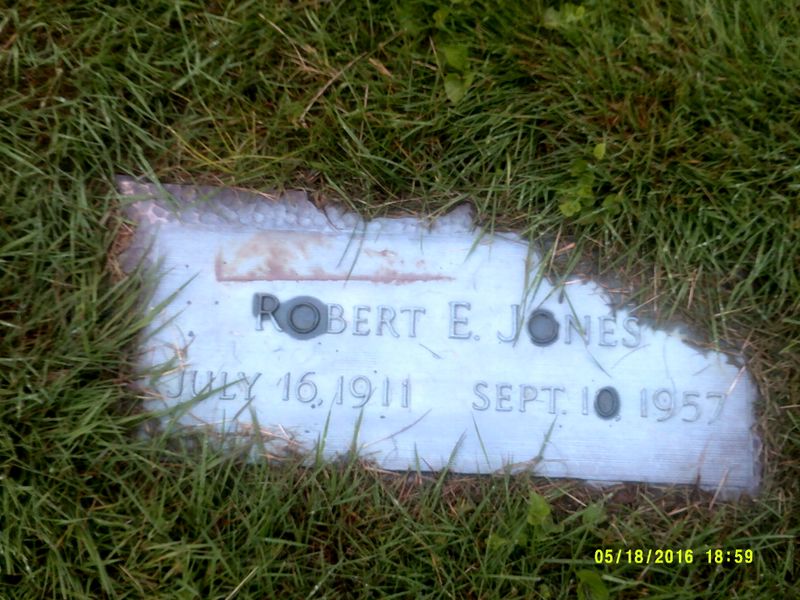 ROBERT E. JONES
JULY 16, 1911 SEPT. 10, 1957
05/18/2016 18:59